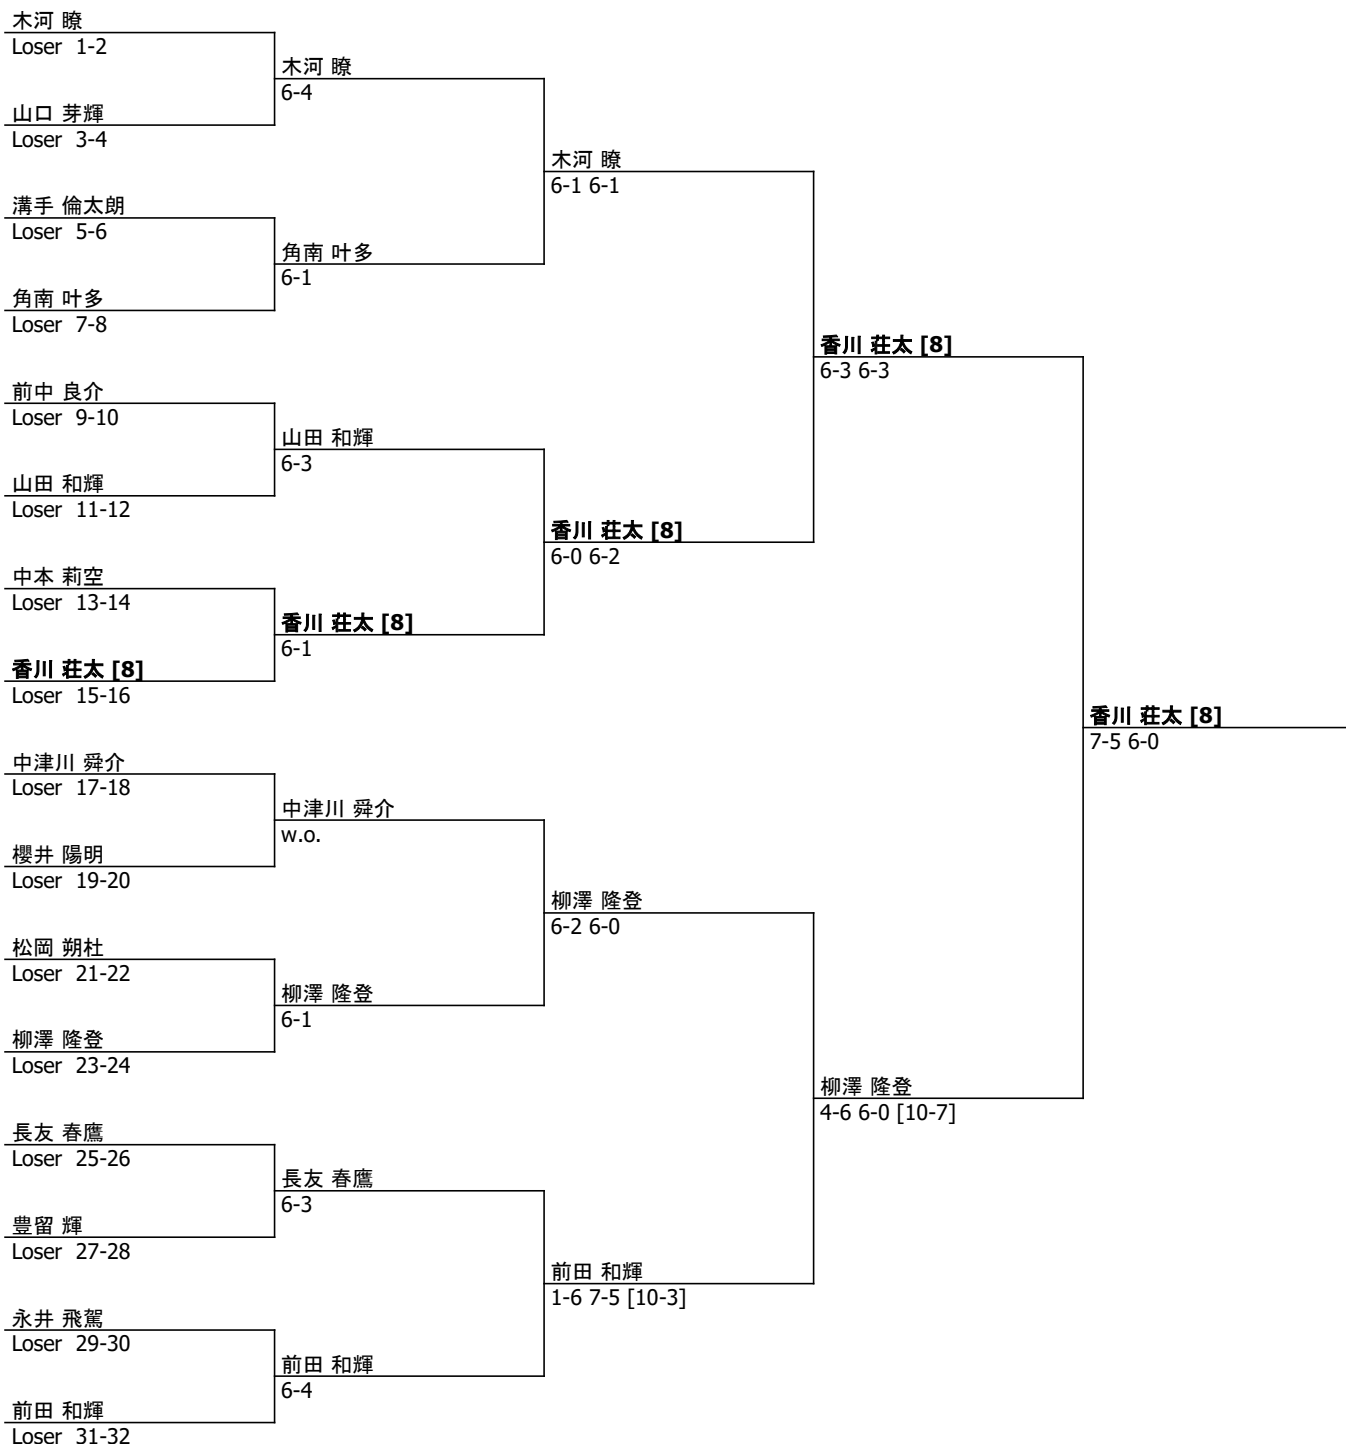 木河 瞭
Loser 1-2
木河 瞭
6-4
山口 芽輝
Loser 3-4
木河 瞭
6-1 6-1
溝手 倫太朗
Loser 5-6
角南 叶多
6-1
角南 叶多
Loser 7-8
香川 荘太 [8]
6-3 6-3
前中 良介
Loser 9-10
山田 和輝
6-3
山田 和輝
Loser 11-12
香川 荘太 [8]
6-0 6-2
中本 莉空
Loser 13-14
香川 荘太 [8]
6-1
香川 荘太 [8]
Loser 15-16
香川 荘太 [8]
7-5 6-0
中津川 舜介
Loser 17-18
中津川 舜介
w.o.
櫻井 陽明
Loser 19-20
柳澤 隆登
6-2 6-0
松岡 朔杜
Loser 21-22
柳澤 隆登
6-1
柳澤 隆登
Loser 23-24
柳澤 隆登
4-6 6-0 [10-7]
長友 春鷹
Loser 25-26
長友 春鷹
6-3
豊留 輝
Loser 27-28
前田 和輝
1-6 7-5 [10-3]
永井 飛駕
Loser 29-30
前田 和輝
6-4
前田 和輝
Loser 31-32